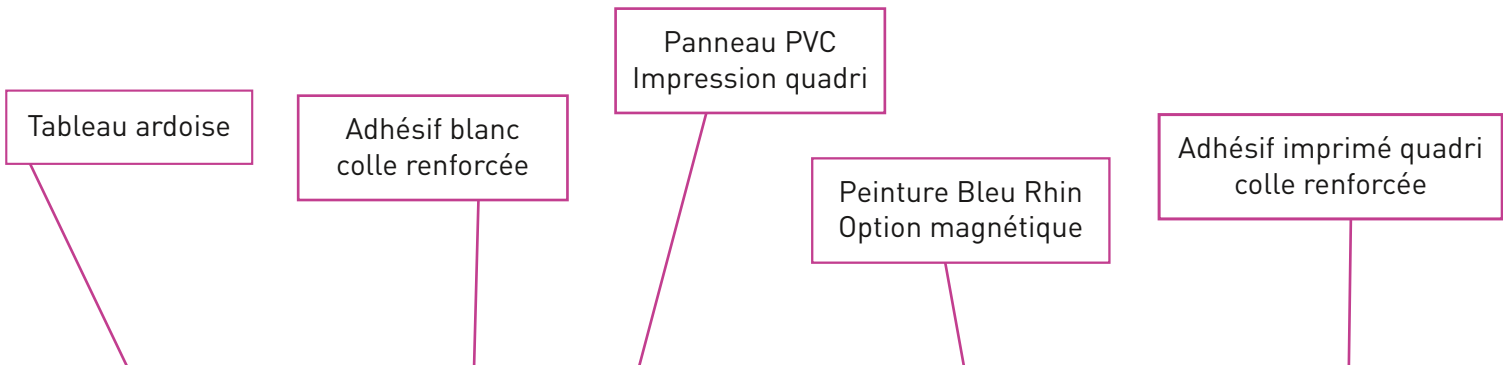 Tableau ardoise
Adhésif blanc
colle renforcée
Panneau PVC
Impression quadri
Peinture Bleu Rhin
Option magnétique
Adhésif imprimé quadri
colle renforcée